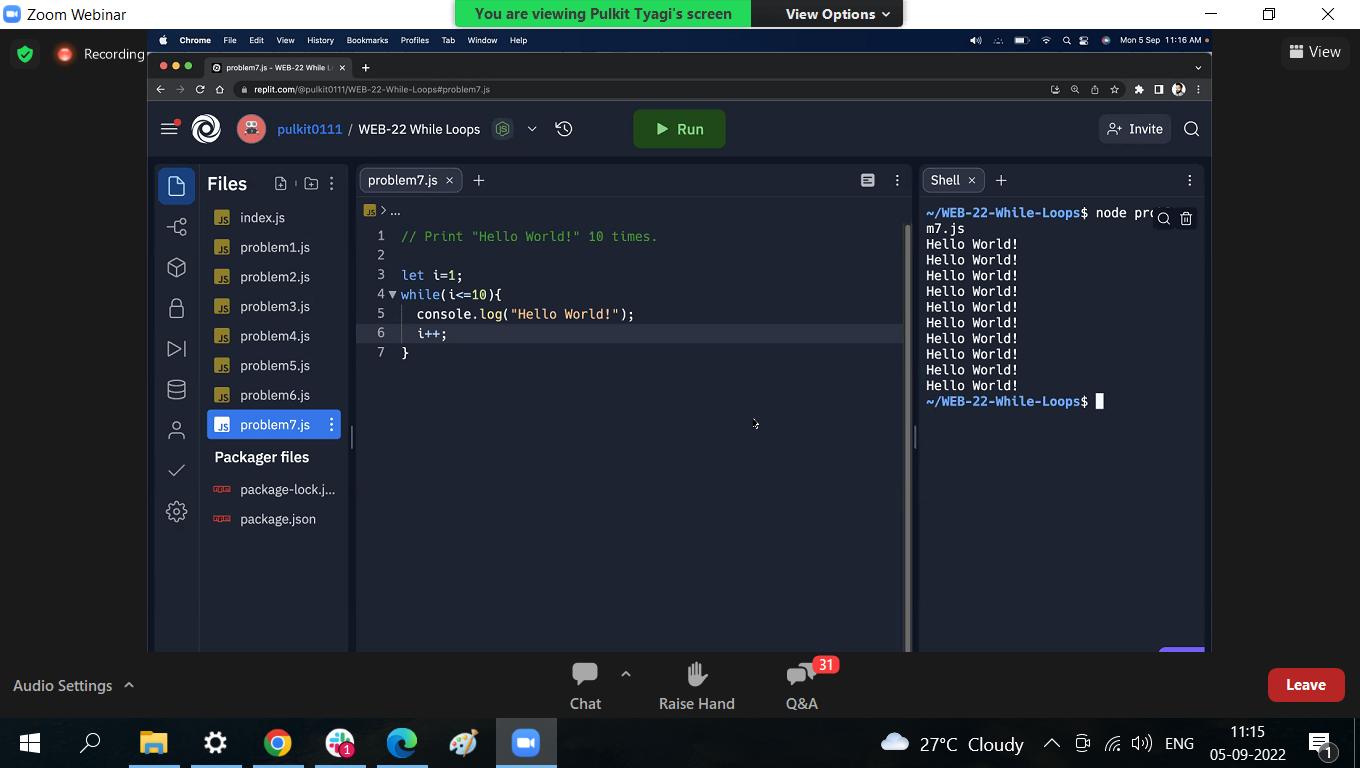 Zoom Webinar
You are viewing Pulkit Tyagi's screen
View Options
Recording
View
Chrome File Edit View History Bookmarks Profiles Tab Window Help
Mon 5 Sep 11:16 AM
problem7.js - WEB-22 While L
replit.com/@pulkit0111/WEB-22-While-Loops#problem7.js
pulkit0111 / WEB-22 While Loops
Run
Invite
Files
index.js
problem1.js
problem2.js
problem3.js
problem4.js
problem5.js
problem6.js
problem7.js
Packager files
package-lock.j...
package.json
problem7.js
JS > ...
1 // Print "Hello World!" 10 times.
2
3 let i=1;
4 while(i<=10){
5 console.log("Hello World!");
6 i++;
7 }
Shell
~/WEB-22-While-Loops$ node pro
m7.js
Hello World!
Hello World!
Hello World!
Hello World!
Hello World!
Hello World!
Hello World!
Hello World!
Hello World!
Hello World!
~/WEB-22-While-Loops$
Audio Settings
Chat
Raise Hand
31
Q&A
Leave
1
27°C Cloudy
ENG
11:15
05-09-2022
1